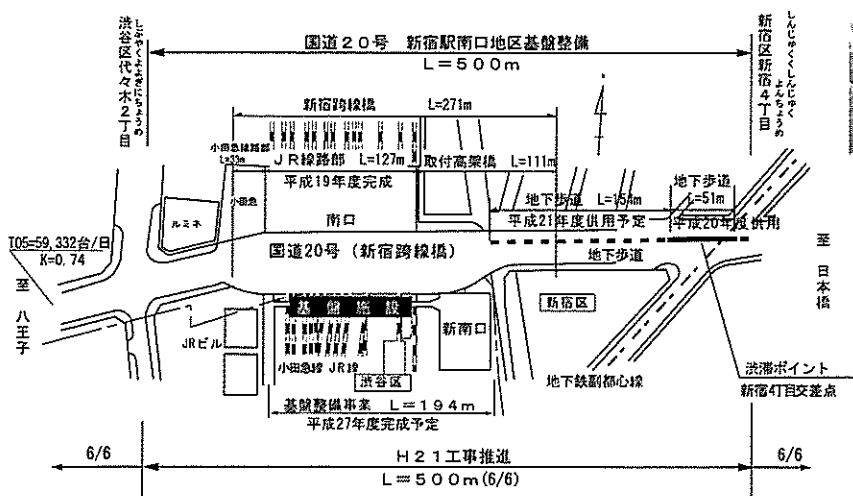 国道20号 新宿駅南口地区基盤整備
L=500m
渋谷区代々木2丁目
しぶやくよよぎにちょうめ
新宿区新宿4丁目
しんじゅくくしんじゅく
よんちょうめ
新宿跨線橋 L=271m
小田急線路部
L=33m
JR線路部 L=127m
取付高架橋 L=111m
平成19年度完成
地下歩道 L=154m
地下歩道
L=51m
平成21年度供用予定
平成20年度供用
ルミネ
小田急
南口
T05=59,332台/日
K=0.74
国道20号(新宿跨線橋)
地下歩道
至 八王子
至 日本橋
基盤施設
新宿区
JRビル
新南口
小田急線 JR線
渋谷区
地下鉄副都心線
渋滞ポイント
新宿4丁目交差点
基盤整備事業 L=194m
平成27年度完成予定
6/6
H21工事推進
6/6
L=500m(6/6)